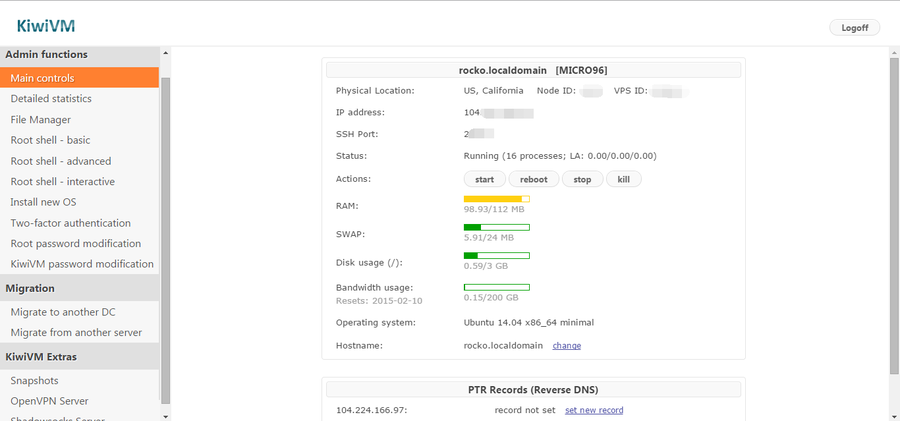 KiwiVM
Logoff
Admin functions
Main controls
Detailed statistics
File Manager
Root shell - basic
Root shell - advanced
Root shell - interactive
Install new OS
Two-factor authentication
Root password modification
KiwiVM password modification
Migration
Migrate to another DC
Migrate from another server
KiwiVM Extras
Snapshots
OpenVPN Server
Shadowsocks Server
rocko.localdomain [MICRO96]
Physical Location: US, California Node ID: VPS ID:
IP address: 104.
SSH Port: 2
Status: Running (16 processes; LA: 0.00/0.00/0.00)
Actions: start reboot stop kill
RAM:
98.93/112 MB
SWAP:
5.91/24 MB
Disk usage (/):
0.59/3 GB
Bandwidth usage:
Resets: 2015-02-10
0.15/200 GB
Operating system: Ubuntu 14.04 x86_64 minimal
Hostname: rocko.localdomain change
PTR Records (Reverse DNS)
104.224.166.97: record not set set new record